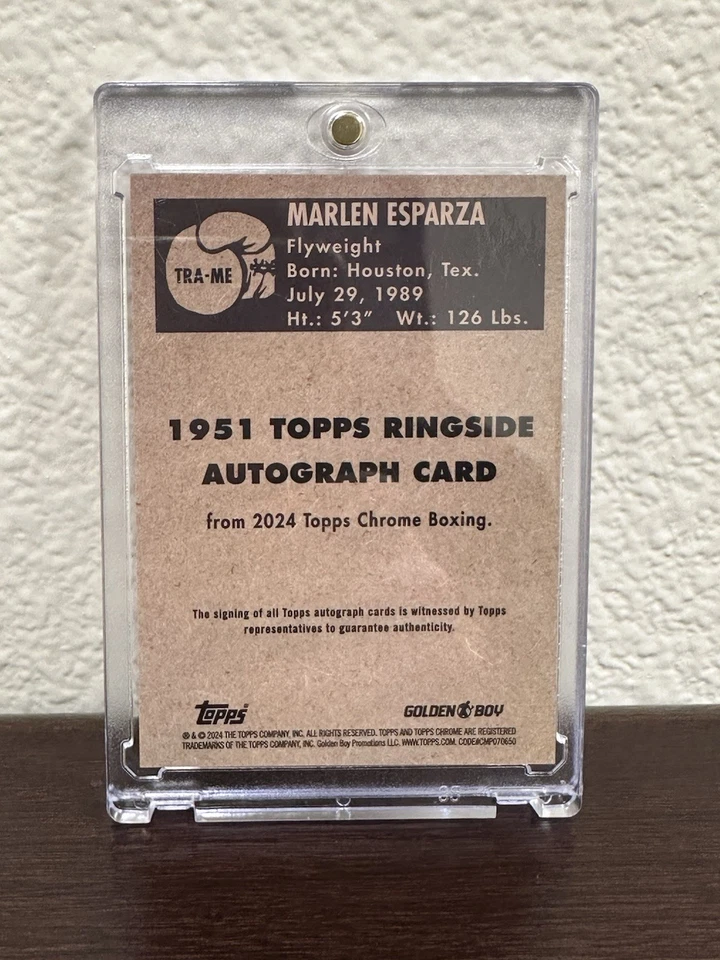 MARLEN ESPARZA
Flyweight
TRA-ME
Born: Houston, Tex.
July 29, 1989
Ht.: 5'3" Wt.: 126 Lbs.
1951 TOPPS RINGSIDE
AUTOGRAPH CARD
from 2024 Topps Chrome Boxing.
The signing of all Topps autograph cards is witnessed by Topps
representatives to guarantee authenticity.
Topps
GOLDEN BOY
® & © 2024 THE TOPPS COMPANY, INC. ALL RIGHTS RESERVED. TOPPS AND TOPPS CHROME ARE REGISTERED
TRADEMARKS OF THE TOPPS COMPANY, INC. Golden Boy Promotions LLC. WWW.TOPPS.COM. CODE#CMP070650